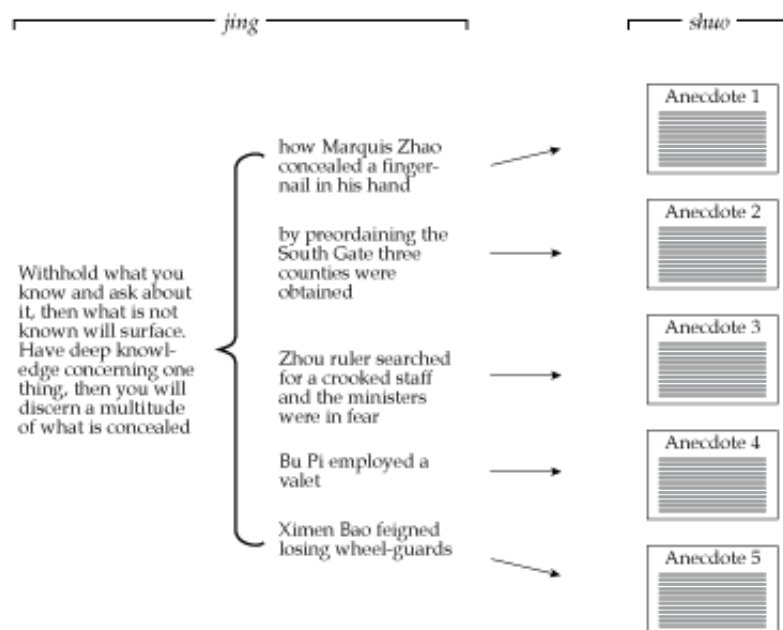 jing
shuo
Withhold what you
know and ask about
it, then what is not
known will surface.
Have deep knowl-
edge concerning one
thing, then you will
discern a multitude
of what is concealed
how Marquis Zhao
concealed a finger-
nail in his hand
by preordaining the
South Gate three
counties were
obtained
Zhou ruler searched
for a crooked staff
and the ministers
were in fear
Bu Pi employed a
valet
Ximen Bao feigned
losing wheel-guards
Anecdote 1
Anecdote 2
Anecdote 3
Anecdote 4
Anecdote 5